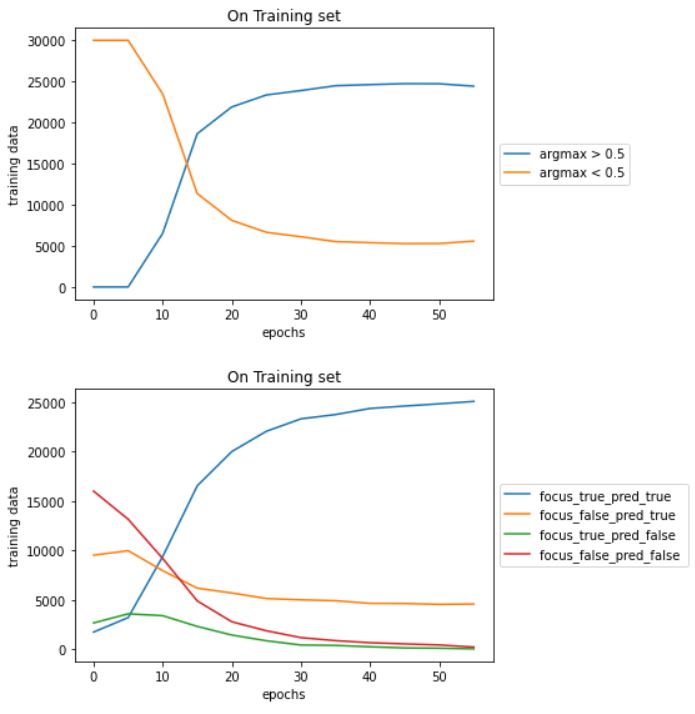 On Training set
30000
25000
20000
15000
10000
5000
0
training data
0 10 20 30 40 50
epochs
argmax > 0.5
argmax < 0.5
On Training set
25000
20000
15000
10000
5000
0
training data
0 10 20 30 40 50
epochs
focus_true_pred_true
focus_false_pred_true
focus_true_pred_false
focus_false_pred_false